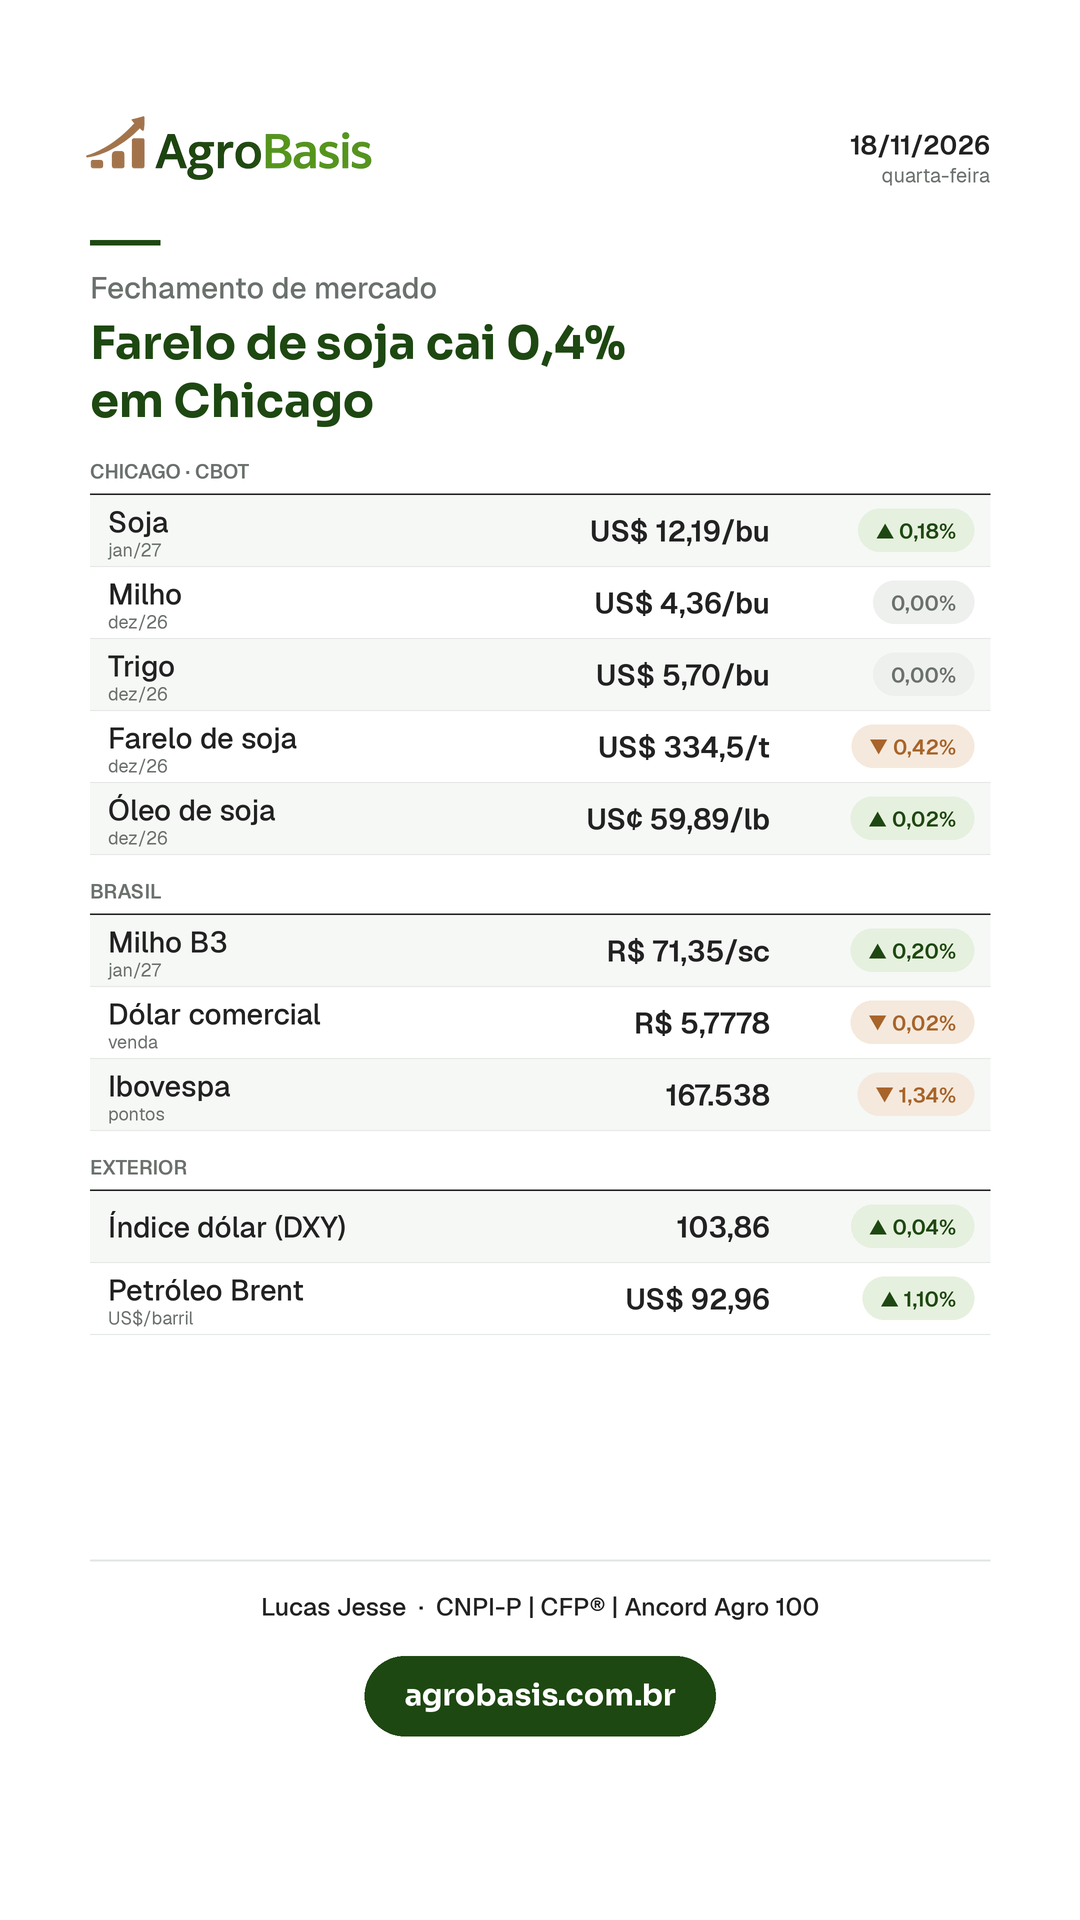 AgroBasis
18/11/2026
quarta-feira
Fechamento de mercado
Farelo de soja cai 0,4%
em Chicago
CHICAGO · CBOT
Soja US$ 12,19/bu ▲ 0,18%
jan/27
Milho US$ 4,36/bu 0,00%
dez/26
Trigo US$ 5,70/bu 0,00%
dez/26
Farelo de soja US$ 334,5/t ▼ 0,42%
dez/26
Óleo de soja US¢ 59,89/lb ▲ 0,02%
dez/26
BRASIL
Milho B3 R$ 71,35/sc ▲ 0,20%
jan/27
Dólar comercial R$ 5,7778 ▼ 0,02%
venda
Ibovespa 167.538 ▼ 1,34%
pontos
EXTERIOR
Índice dólar (DXY) 103,86 ▲ 0,04%
Petróleo Brent US$ 92,96 ▲ 1,10%
US$/barril
Lucas Jesse · CNPI-P | CFP® | Ancord Agro 100
agrobasis.com.br